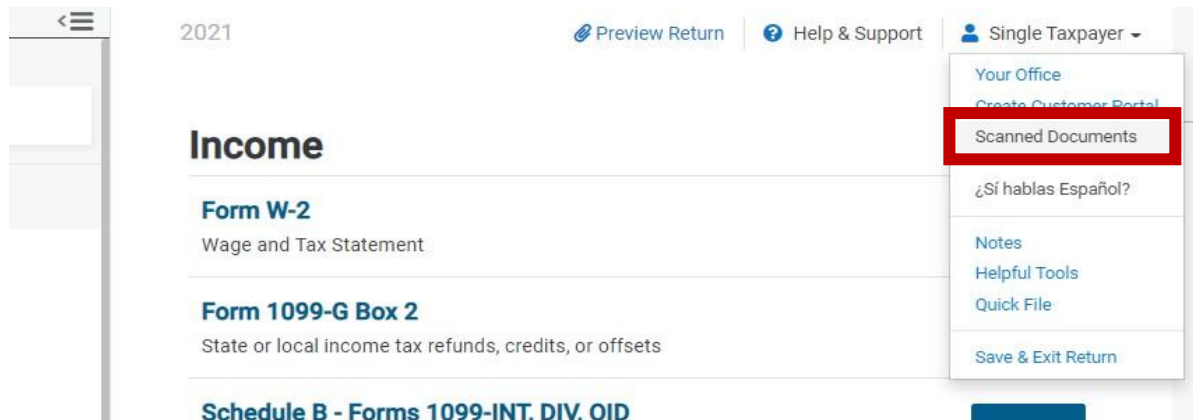 2021
Preview Return
Help & Support
Single Taxpayer
Your Office
Create Customer Portal
Scanned Documents
¿Sí hablas Español?
Notes
Helpful Tools
Quick File
Save & Exit Return
Income
Form W-2
Wage and Tax Statement
Form 1099-G Box 2
State or local income tax refunds, credits, or offsets
Schedule B - Forms 1099-INT, DIV, OID